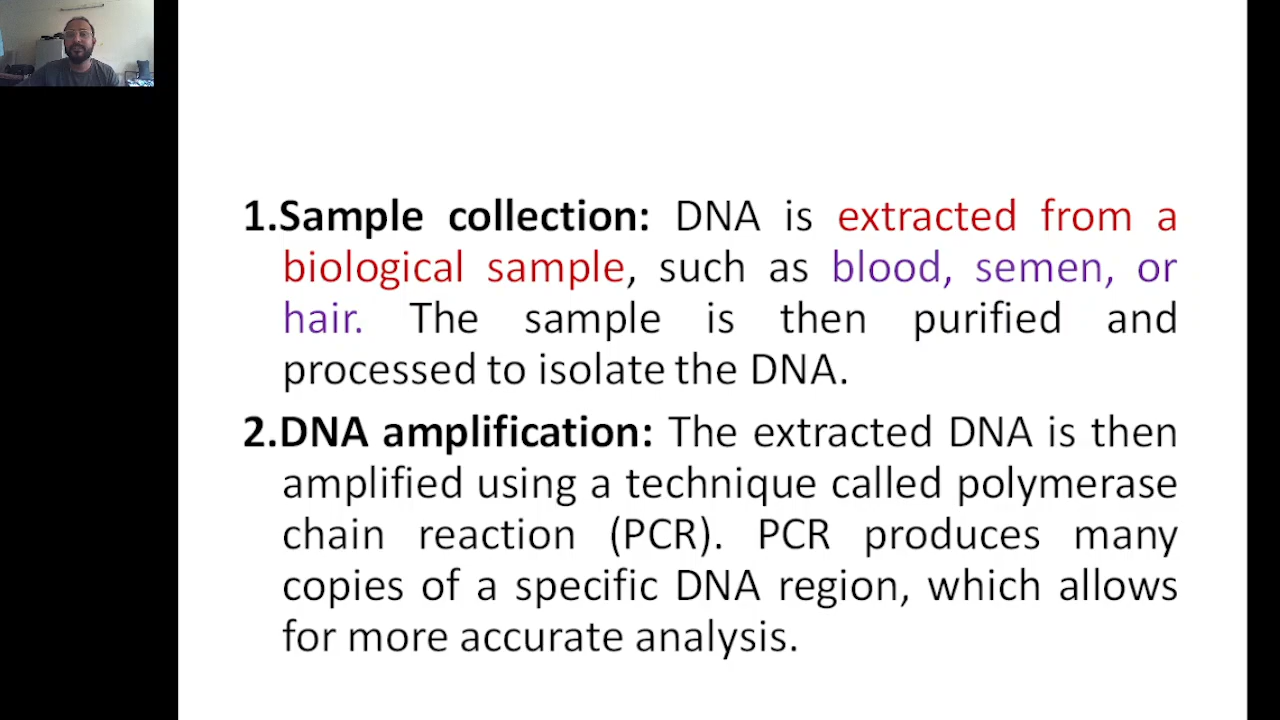 1.Sample collection: DNA is extracted from a
biological sample, such as blood, semen, or
hair. The sample is then purified and
processed to isolate the DNA.
2.DNA amplification: The extracted DNA is then
amplified using a technique called polymerase
chain reaction (PCR). PCR produces many
copies of a specific DNA region, which allows
for more accurate analysis.